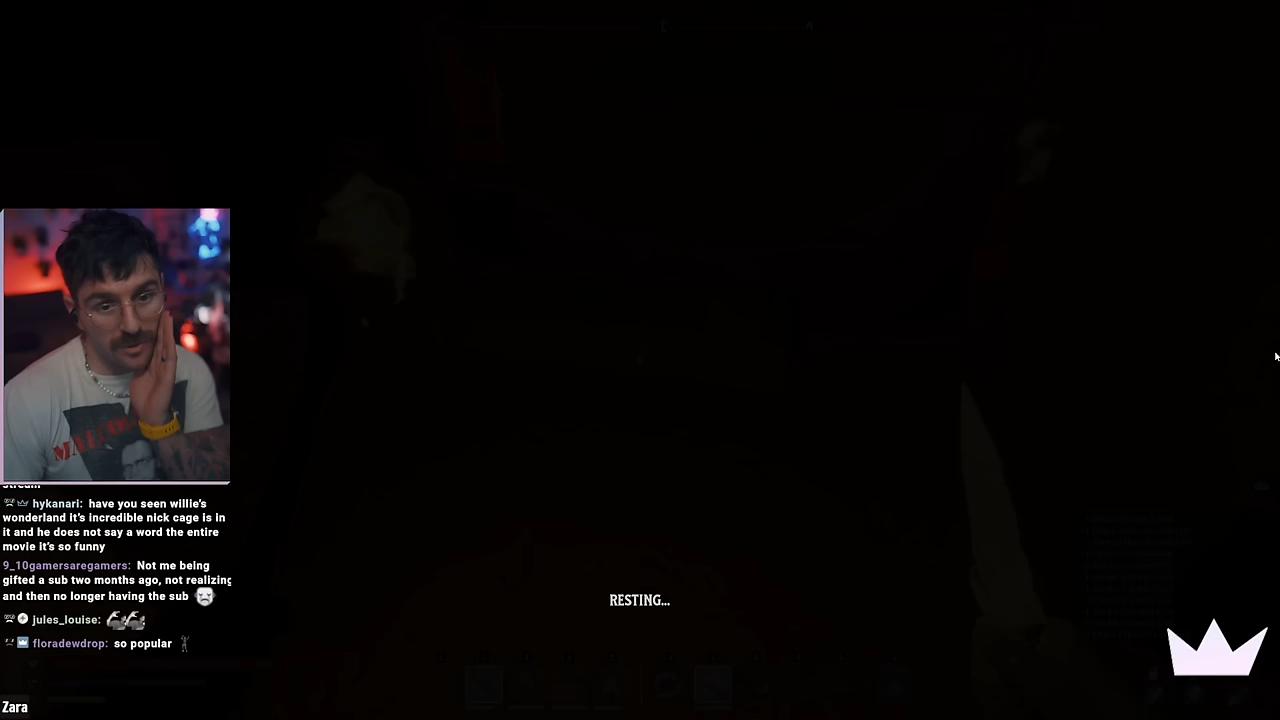 stream
hykanari: have you seen willie's
wonderland it's incredible nick cage is in
it and he does not say a word the entire
movie it's so funny
9_10gamersaregamers: Not me being
gifted a sub two months ago, not realizing
and then no longer having the sub
jules_louise:
floradewdrop: so popular
Zara
RESTING...